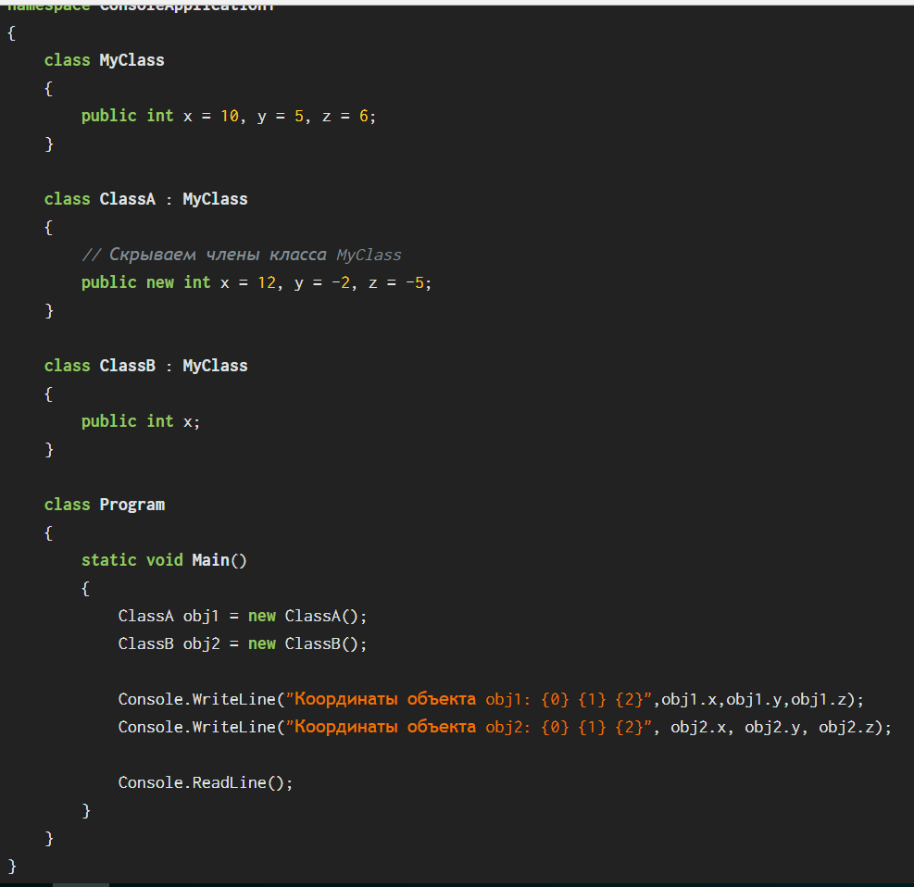 namespace ConsoleApplication1
{
class MyClass
{
public int x = 10, y = 5, z = 6;
}
class ClassA : MyClass
{
// Скрываем члены класса MyClass
public new int x = 12, y = -2, z = -5;
}
class ClassB : MyClass
{
public int x;
}
class Program
{
static void Main()
{
ClassA obj1 = new ClassA();
ClassB obj2 = new ClassB();
Console.WriteLine("Координаты объекта obj1: {0} {1} {2}",obj1.x,obj1.y,obj1.z);
Console.WriteLine("Координаты объекта obj2: {0} {1} {2}", obj2.x, obj2.y, obj2.z);
Console.ReadLine();
}
}
}